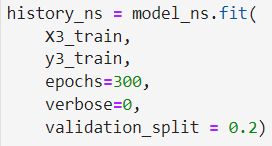 history_ns = model_ns.fit(
    X3_train,
    y3_train,
    epochs=300,
    verbose=0,
    validation_split = 0.2)